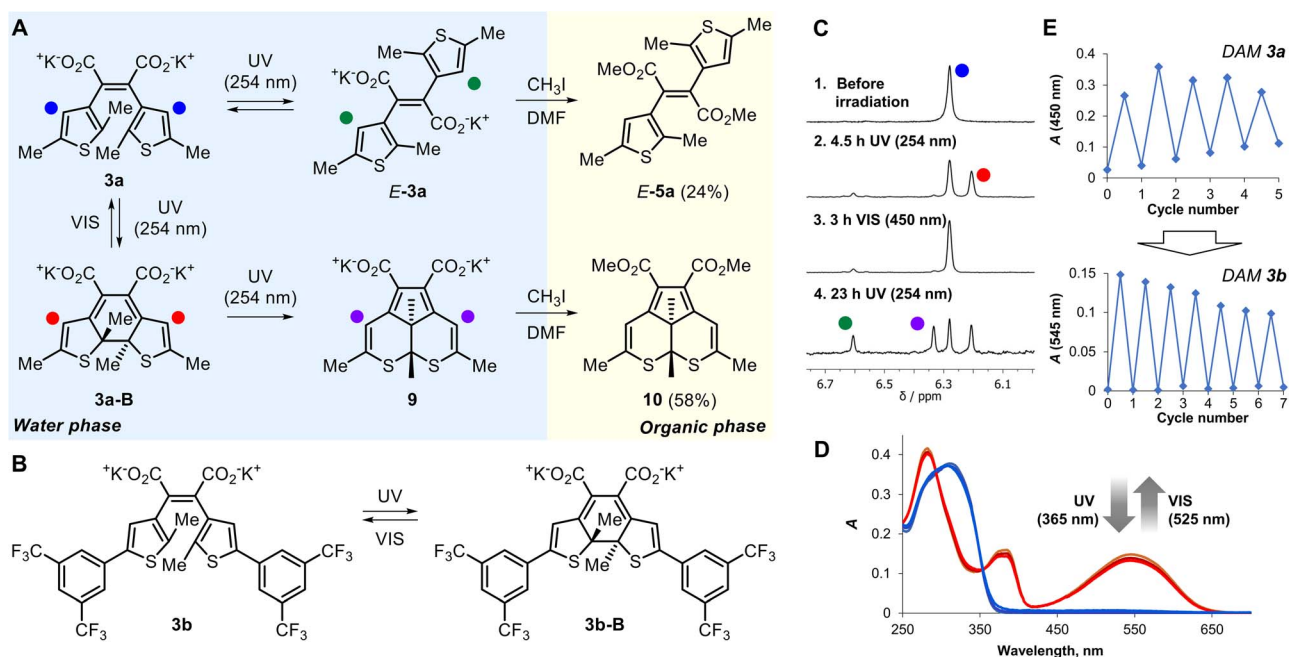 A
⁺K⁻O₂C CO₂⁻K⁺
Me
S S
Me Me Me
3a
UV
(254 nm)
Me
S
Me
⁺K⁻O₂C
CO₂⁻K⁺
Me
S
Me
E-3a
CH₃I
DMF
Me
S
Me
MeO₂C
CO₂Me
Me
S
Me
E-5a (24%)
VIS
UV
(254 nm)
⁺K⁻O₂C CO₂⁻K⁺
Me
Me S Me S Me
3a-B
UV
(254 nm)
⁺K⁻O₂C CO₂⁻K⁺
Me S S Me
9
CH₃I
DMF
MeO₂C CO₂Me
Me S S Me
10 (58%)
Water phase
Organic phase
B
⁺K⁻O₂C CO₂⁻K⁺
Me
S Me S
F₃C CF₃
CF₃ CF₃
3b
UV
VIS
⁺K⁻O₂C CO₂⁻K⁺
Me
S Me S
F₃C CF₃
CF₃ CF₃
3b-B
C
1. Before
irradiation
2. 4.5 h UV (254 nm)
3. 3 h VIS (450 nm)
4. 23 h UV (254 nm)
6.7 6.5 6.3 6.1
δ / ppm
E
DAM 3a
A (450 nm)
0.4
0.3
0.2
0.1
0
0 1 2 3 4 5
Cycle number
DAM 3b
A (545 nm)
0.15
0.1
0.05
0
0 1 2 3 4 5 6 7
Cycle number
D
A
0.4
0.3
0.2
0.1
0
UV
(365 nm)
VIS
(525 nm)
250 350 450 550 650
Wavelength, nm